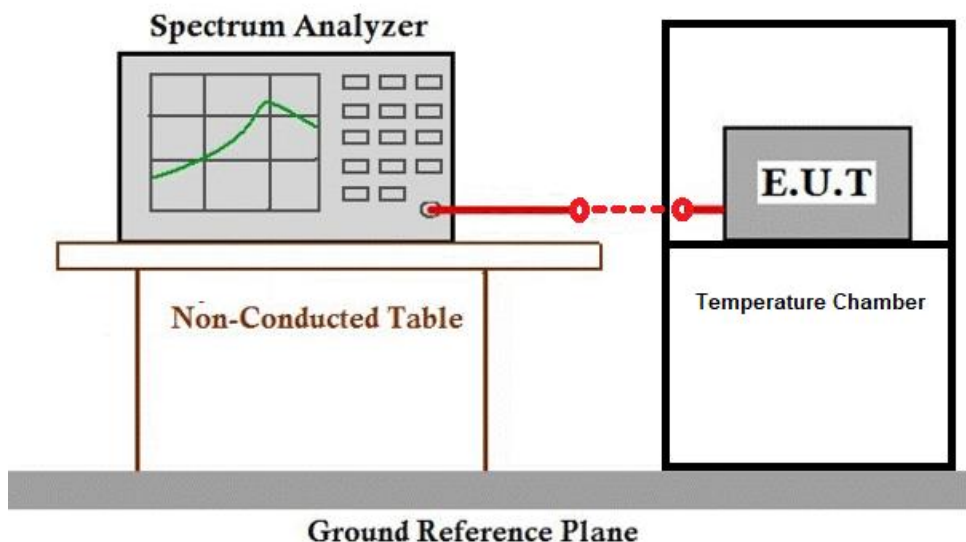 Spectrum Analyzer
E.U.T
Temperature Chamber
Non-Conducted Table
Ground Reference Plane